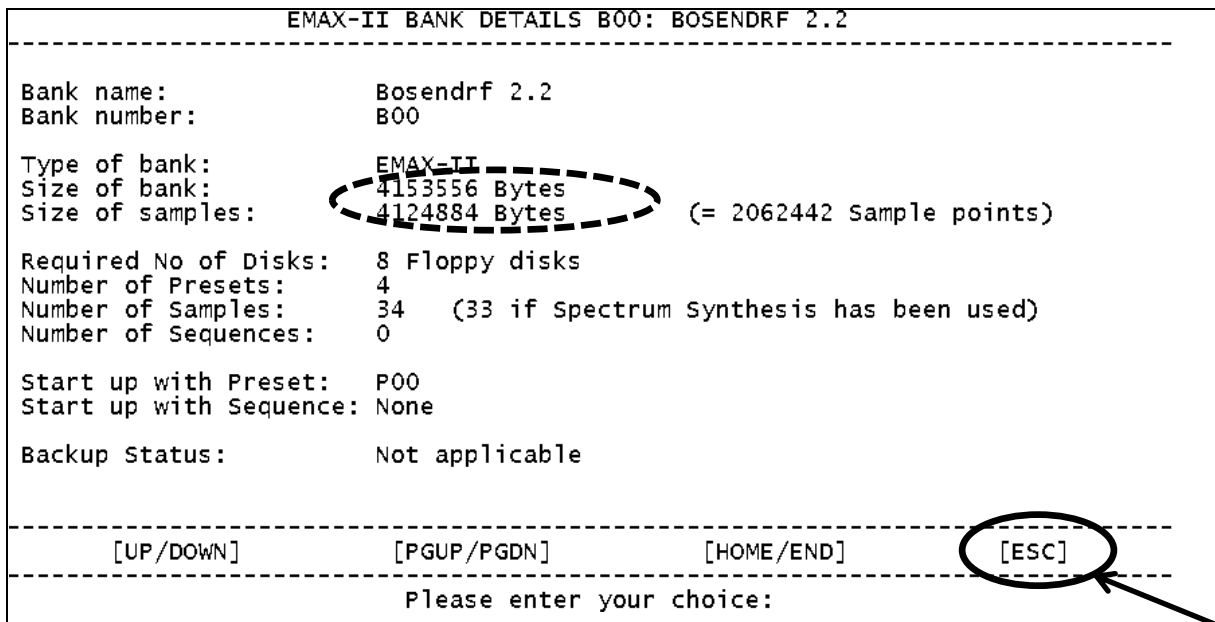 EMAX-II BANK DETAILS B00: BOSENDRF 2.2
Bank name: Bosendrf 2.2
Bank number: B00
Type of bank: EMAX-II
Size of bank: 4153556 Bytes
Size of samples: 4124884 Bytes (= 2062442 Sample points)
Required No of Disks: 8 Floppy disks
Number of Presets: 4
Number of Samples: 34 (33 if Spectrum Synthesis has been used)
Number of Sequences: 0
Start up with Preset: P00
Start up with Sequence: None
Backup Status: Not applicable
[UP/DOWN] [PGUP/PGDN] [HOME/END] [ESC]
Please enter your choice: